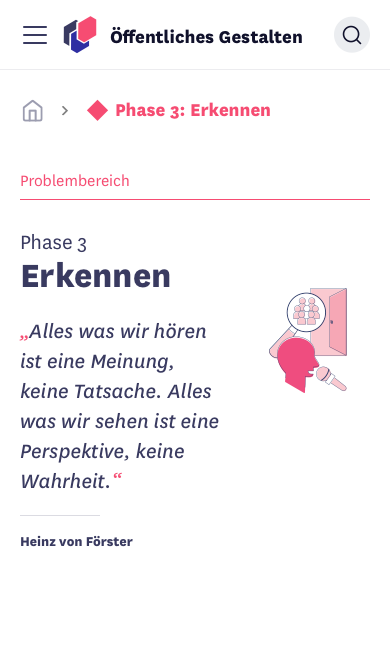 Öffentliches Gestalten
Phase 3: Erkennen
Problembereich
Phase 3
Erkennen
„Alles was wir hören
ist eine Meinung,
keine Tatsache. Alles
was wir sehen ist eine
Perspektive, keine
Wahrheit.“
Heinz von Förster